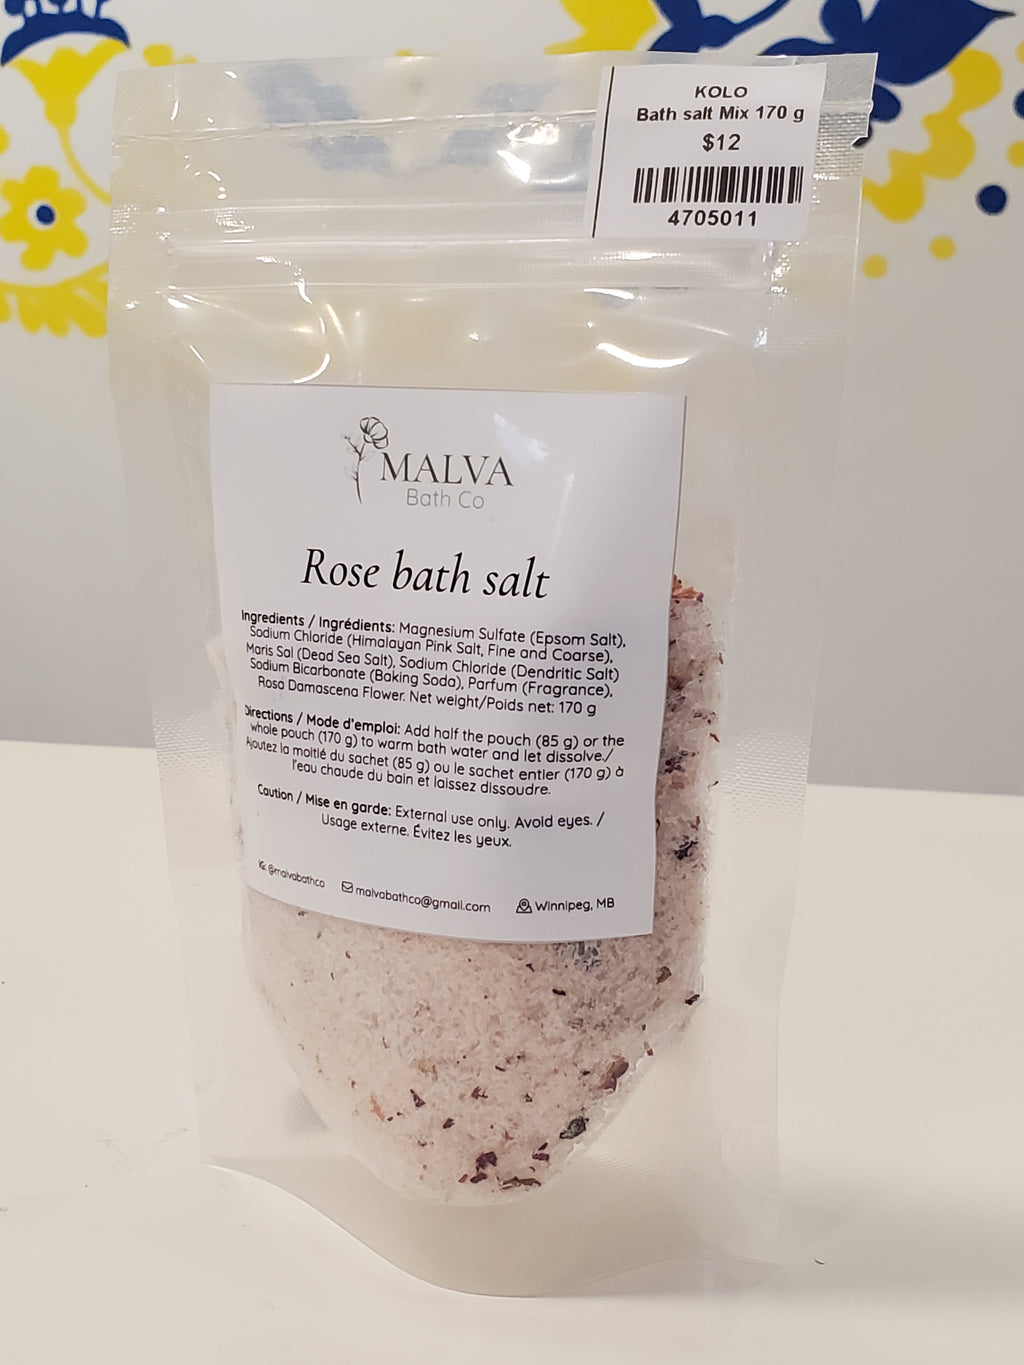 KOLO
Bath salt Mix 170 g
$12
4705011
MALVA
Bath Co
Rose bath salt
Ingredients / Ingrédients: Magnesium Sulfate (Epsom Salt),
Sodium Chloride (Himalayan Pink Salt, Fine and Coarse),
Maris Sal (Dead Sea Salt), Sodium Chloride (Dendritic Salt)
Sodium Bicarbonate (Baking Soda), Parfum (Fragrance),
Rosa Damascena Flower. Net weight/Poids net: 170 g
Directions / Mode d'emploi: Add half the pouch (85 g) or the
whole pouch (170 g) to warm bath water and let dissolve./
Ajoutez la moitié du sachet (85 g) ou le sachet entier (170 g) à
l'eau chaude du bain et laissez dissoudre.
Caution / Mise en garde: External use only. Avoid eyes. /
Usage externe. Évitez les yeux.
IG: @malvabathco malvabathco@gmail.com Winnipeg, MB